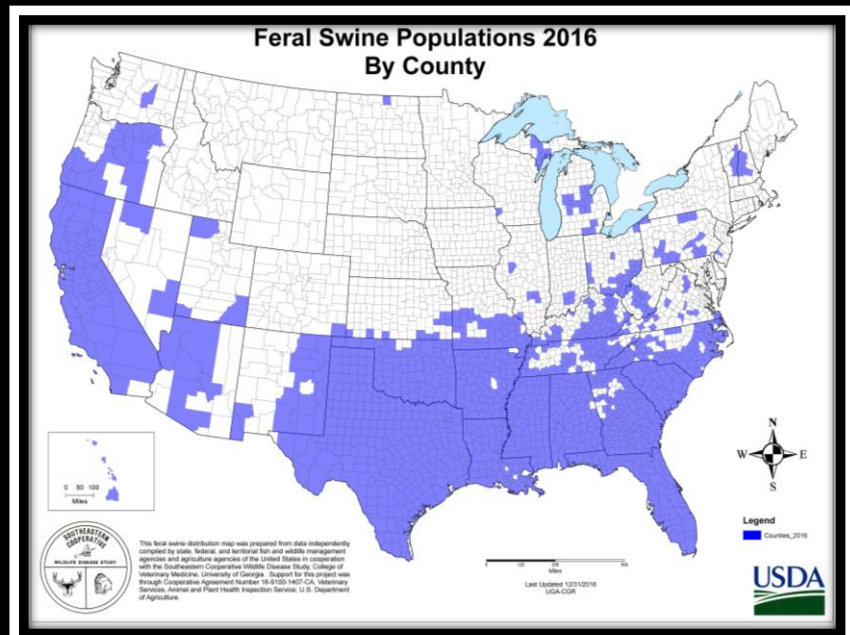 Feral Swine Populations 2016
By County
N
W E
S
0 50 100
Miles
Legend
Counties_2016
SOUTHEASTERN
COOPERATIVE
WILDLIFE DISEASE STUDY
This feral swine distribution map was prepared from data independently
compiled by state, federal, and territorial fish and wildlife management
agencies and agriculture agencies of the United States in cooperation
with the Southeastern Cooperative Wildlife Disease Study, College of
Veterinary Medicine, University of Georgia. Support for this project was
through Cooperative Agreement Number 16-9100-1407-CA, Veterinary
Services, Animal and Plant Health Inspection Service, U.S. Department
of Agriculture.
Miles
Last Updated 12/31/2016
UGA-CGR
USDA